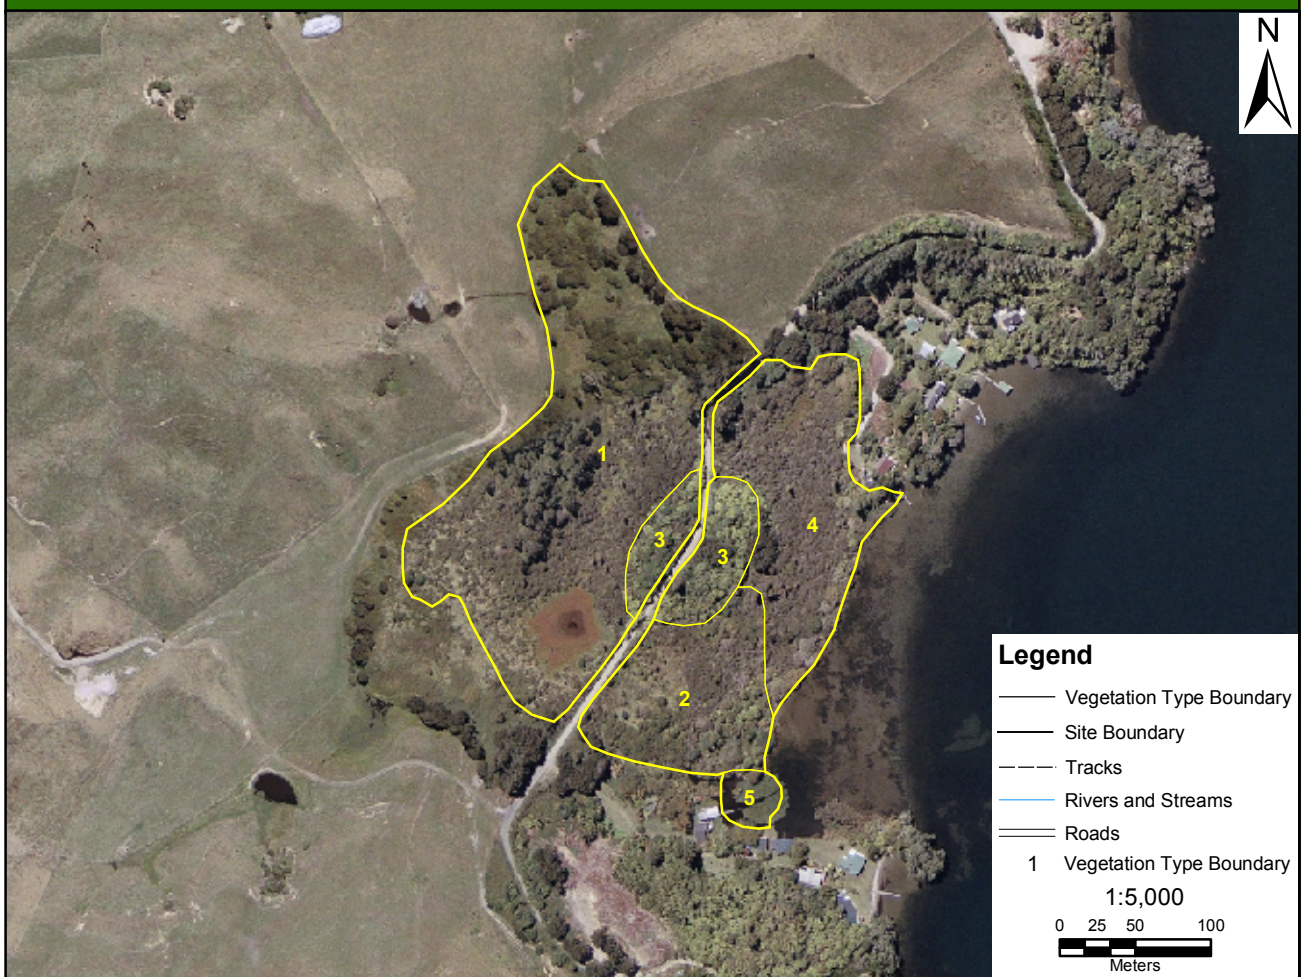 N
1
3
3
4
2
5
Legend
Vegetation Type Boundary
Site Boundary
Tracks
Rivers and Streams
Roads
1 Vegetation Type Boundary
1:5,000
0 25 50 100
Meters